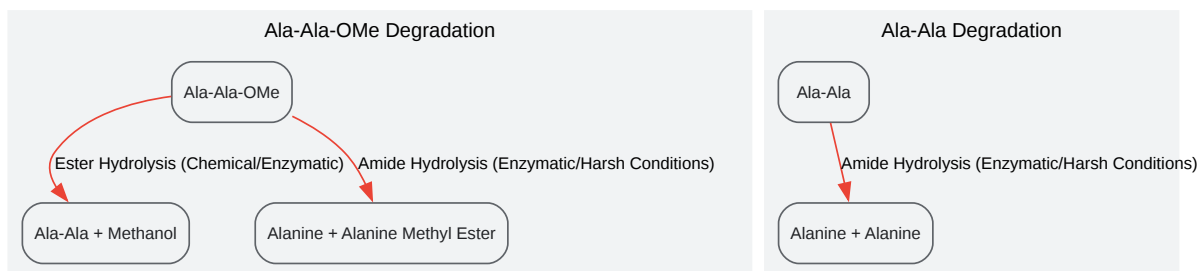 Ala-Ala-OMe Degradation
Ala-Ala-OMe
Ester Hydrolysis (Chemical/Enzymatic)
Amide Hydrolysis (Enzymatic/Harsh Conditions)
Ala-Ala + Methanol
Alanine + Alanine Methyl Ester
Ala-Ala Degradation
Ala-Ala
Amide Hydrolysis (Enzymatic/Harsh Conditions)
Alanine + Alanine